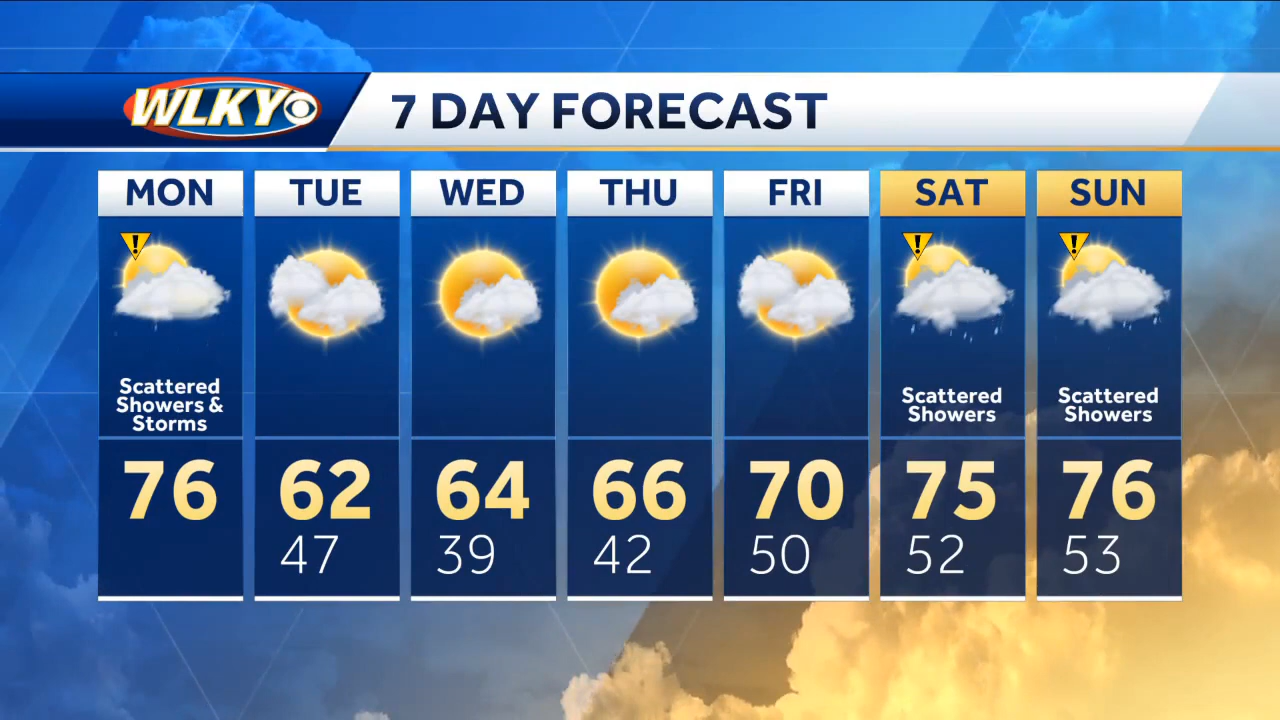 WLKY
7 DAY FORECAST
MON
TUE
WED
THU
FRI
SAT
SUN
!
!
!
Scattered
Showers &
Storms
Scattered
Showers
Scattered
Showers
76
62
64
66
70
75
76
47
39
42
50
52
53